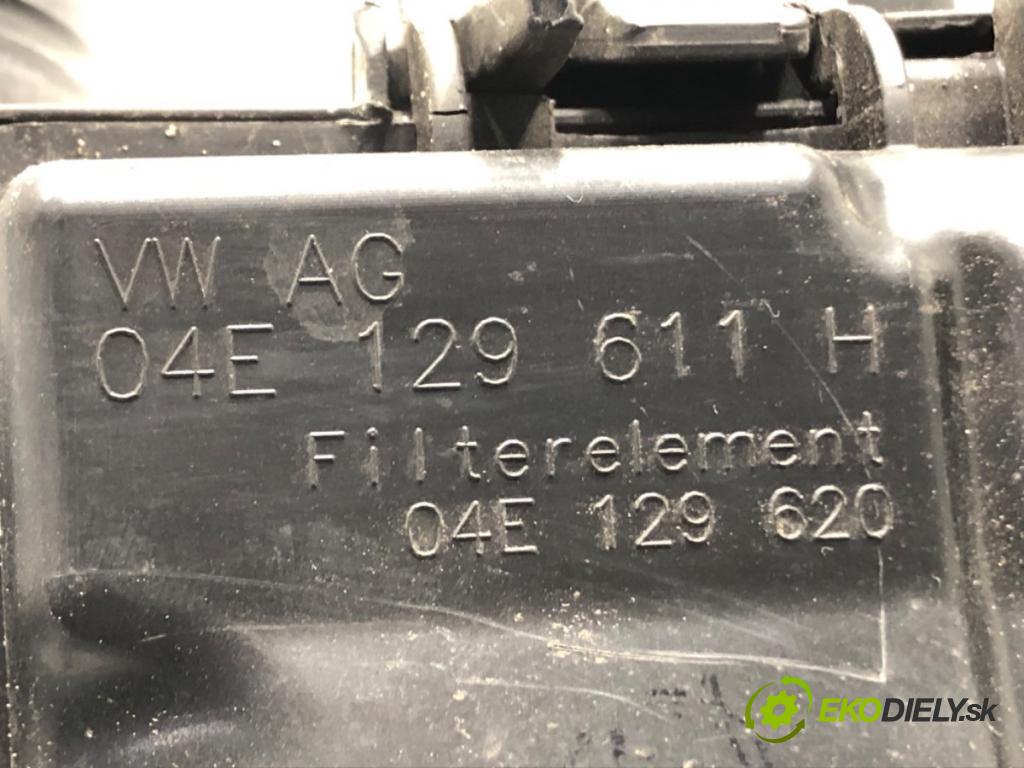 VW AG
04E 129 611 H
Filterelement
04E 129 620
EKODIELY.sk